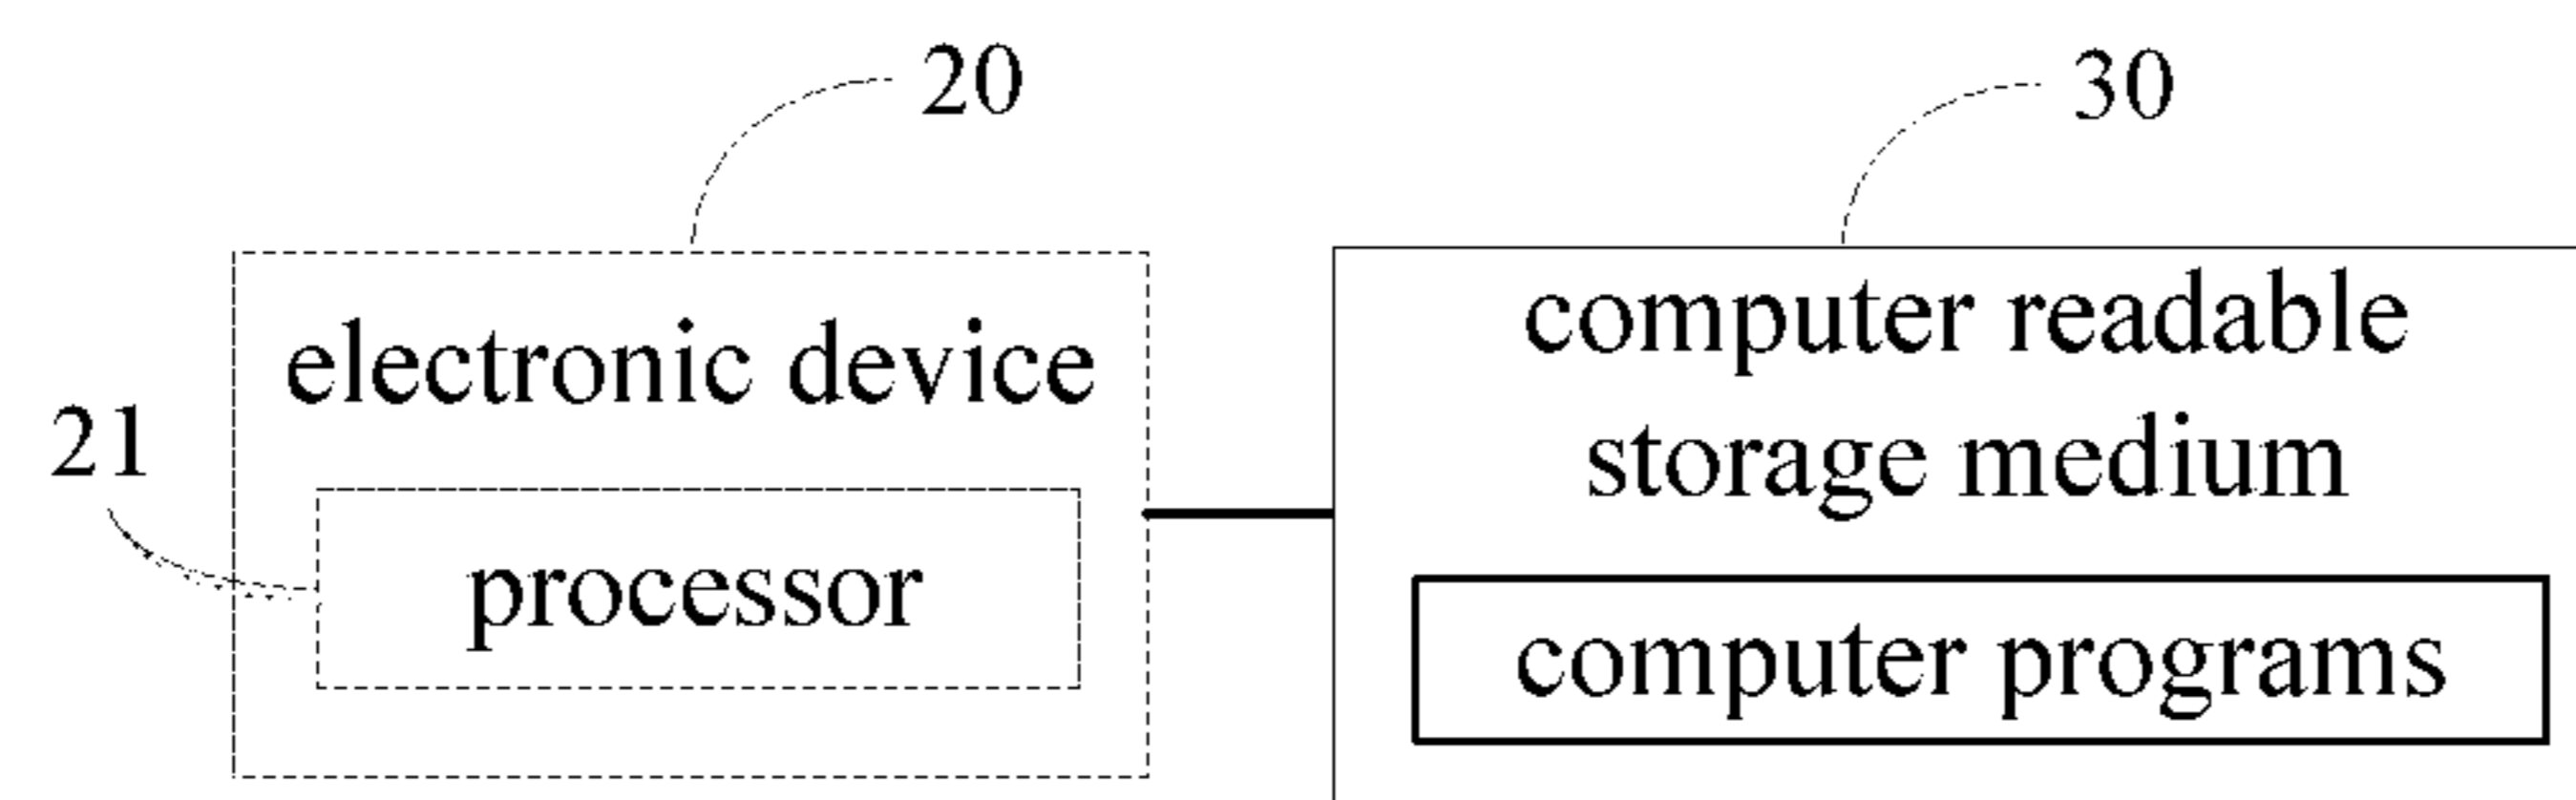 20
30
electronic device
computer readable
storage medium
21
processor
computer programs